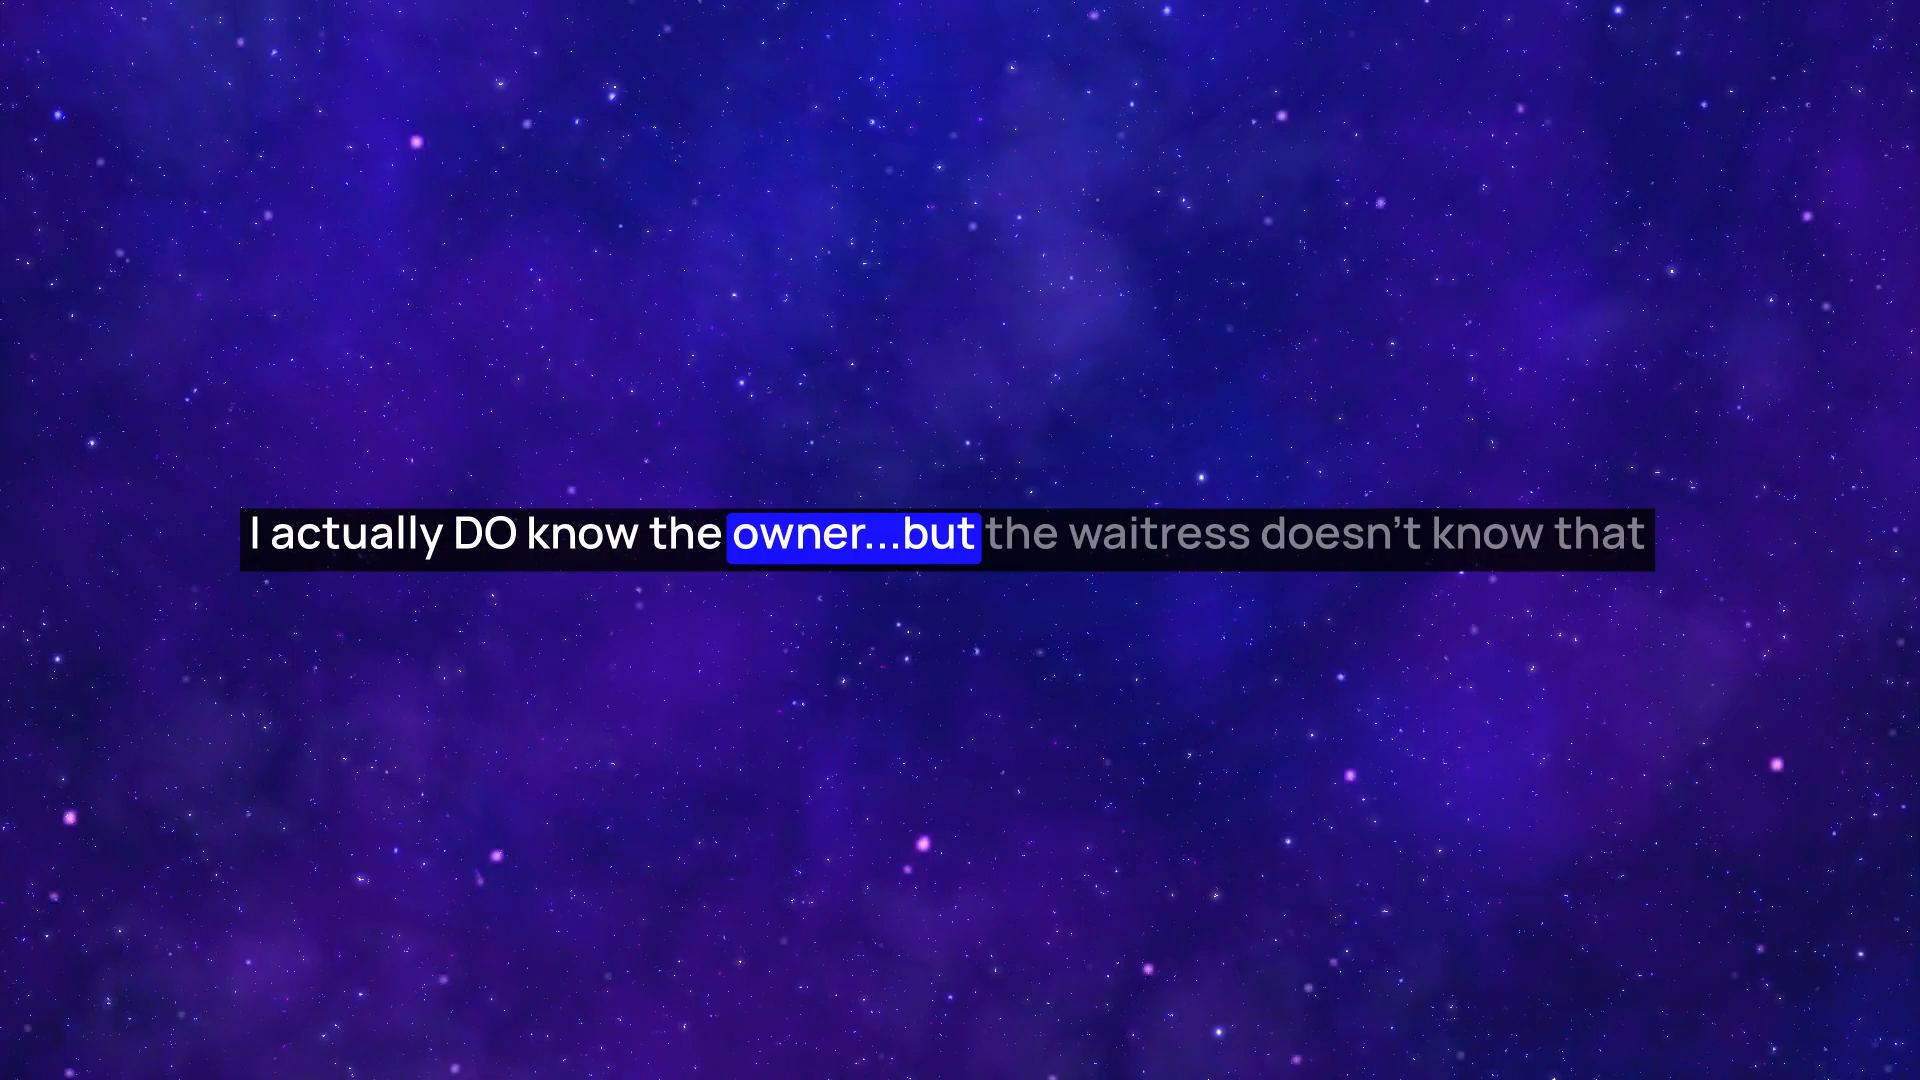 I actually DO know the owner...but the waitress doesn't know that